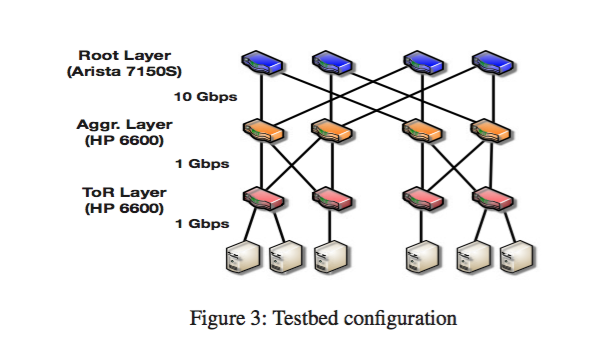 Root Layer
(Arista 7150S)
10 Gbps
Aggr. Layer
(HP 6600)
1 Gbps
ToR Layer
(HP 6600)
1 Gbps
Figure 3: Testbed configuration